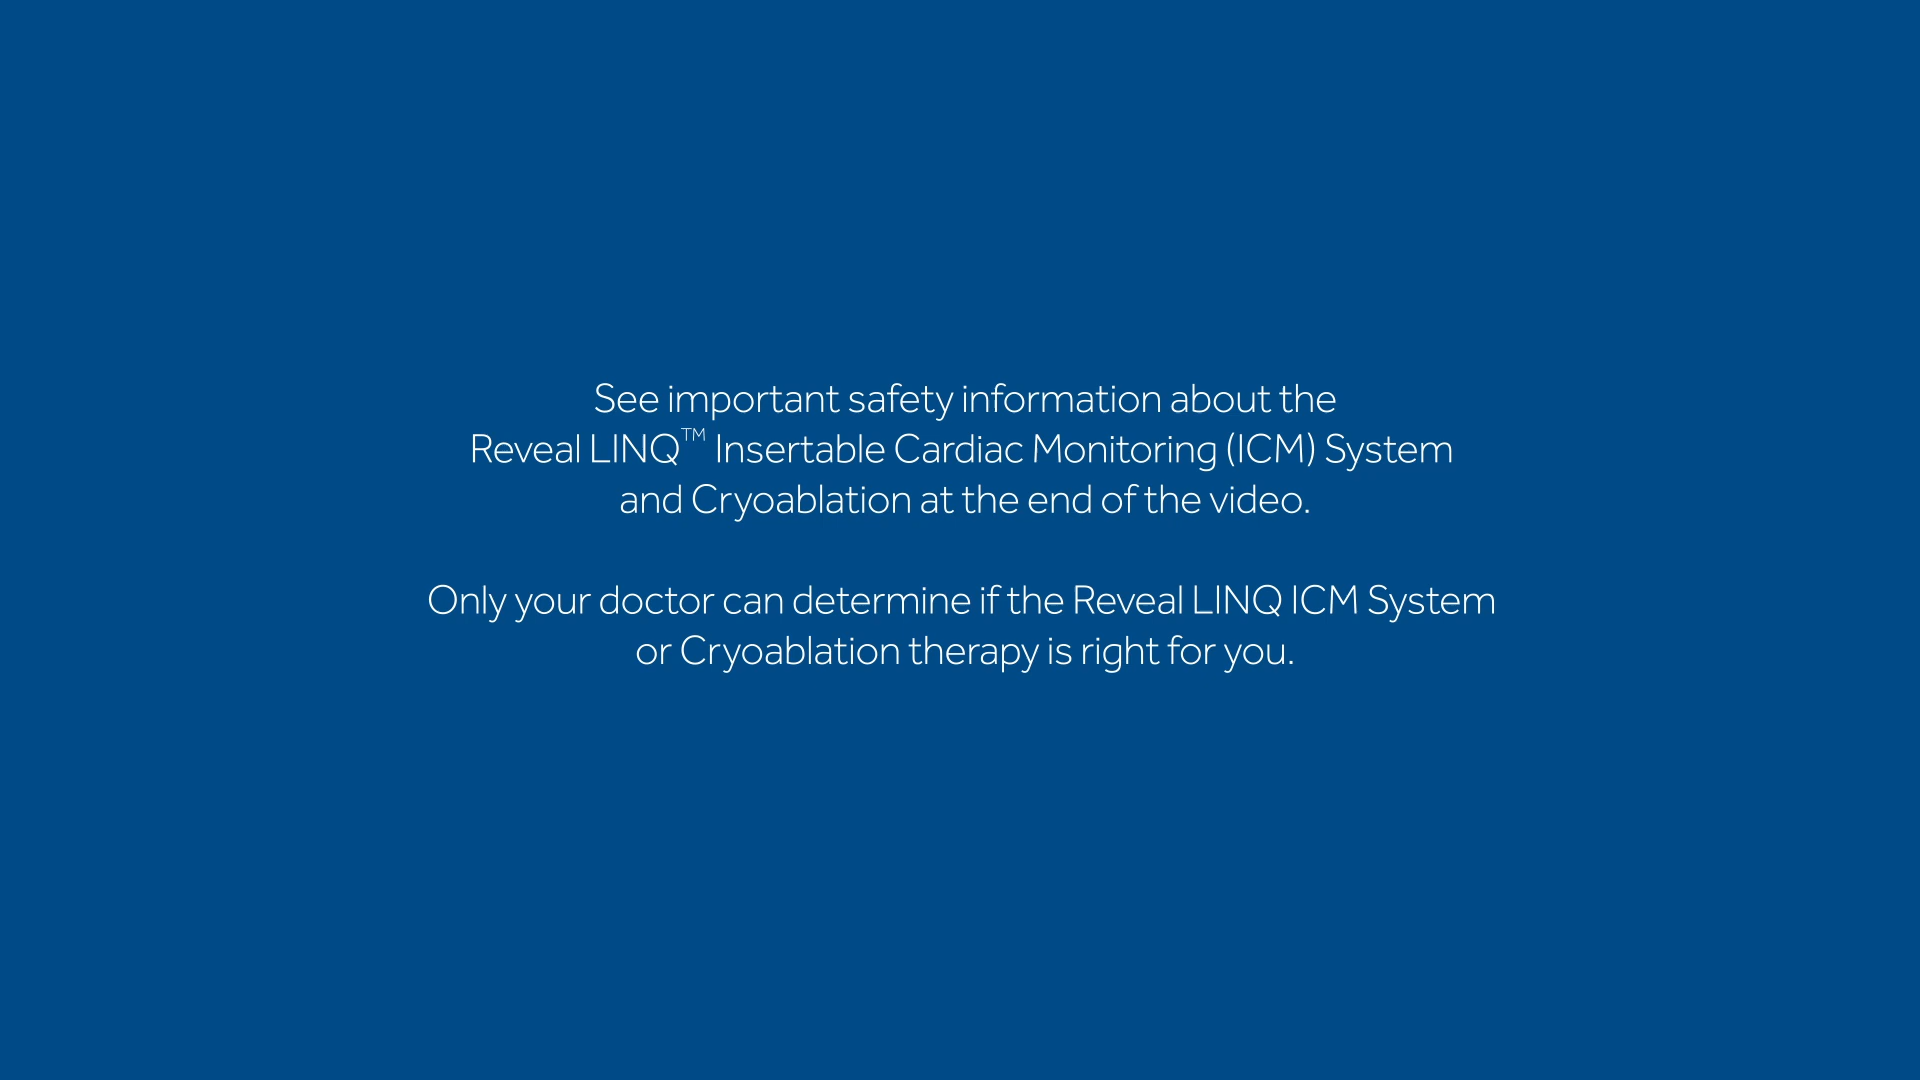 See important safety information about the
Reveal LINQ™ Insertable Cardiac Monitoring (ICM) System
and Cryoablation at the end of the video.
Only your doctor can determine if the Reveal LINQ ICM System
or Cryoablation therapy is right for you.